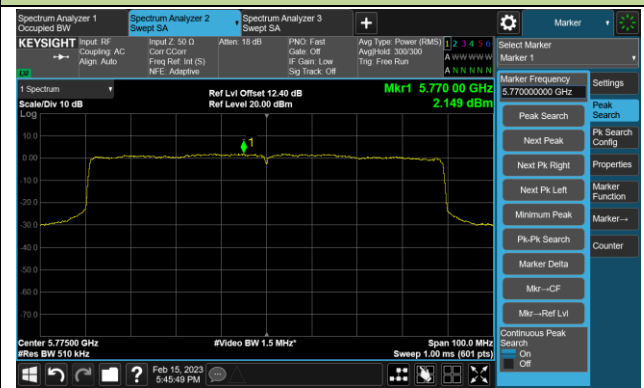 Spectrum Analyzer 1
Occupied BW
Spectrum Analyzer 2
Swept SA
Spectrum Analyzer 3
Swept SA
Marker
KEYSIGHT
Input: RF
Coupling: AC
Align: Auto
Input Z: 50 Ω
Corr CCorr
Freq Ref: Int (S)
NFE: Adaptive
Atten: 18 dB
PNO: Fast
Gate: Off
IF Gain: Low
Sig Track: Off
Avg Type: Power (RMS)
Avg|Hold: 300/300
Trig: Free Run
1 2 3 4 5 6
A W W W W W
A N N N N N
LXI
Select Marker
Marker 1
1 Spectrum
Scale/Div 10 dB
Log
Ref Lvl Offset 12.40 dB
Ref Level 20.00 dBm
Mkr1 5.770 00 GHz
2.149 dBm
10.0
0.00
-10.0
-20.0
-30.0
-40.0
-50.0
-60.0
-70.0
1
Center 5.77500 GHz
#Res BW 510 kHz
#Video BW 1.5 MHz*
Span 100.0 MHz
Sweep 1.00 ms (601 pts)
Marker Frequency
5.770000000 GHz
Peak Search
Next Peak
Next Pk Right
Next Pk Left
Minimum Peak
Pk-Pk Search
Marker Delta
Mkr→CF
Mkr→Ref Lvl
Continuous Peak
Search
On
Off
Settings
Peak
Search
Pk Search
Config
Properties
Marker
Function
Marker→
Counter
Feb 15, 2023
5:45:49 PM